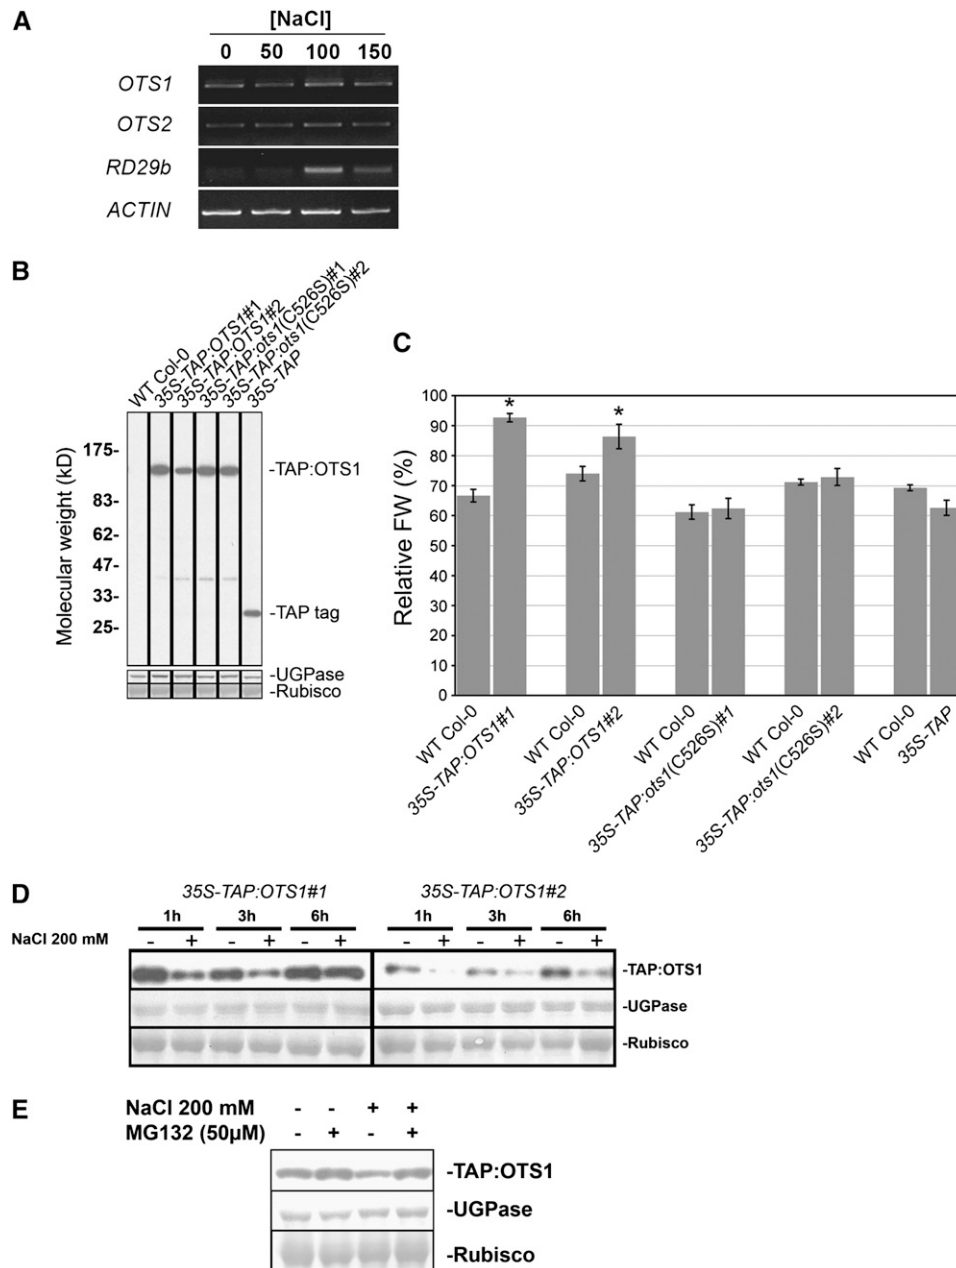 A
[NaCl]
0 50 100 150
OTS1
OTS2
RD29b
ACTIN
B
WT Col-0
35S-TAP:OTS1#1
35S-TAP:OTS1#2
35S-TAP:ots1(C526S)#1
35S-TAP:ots1(C526S)#2
35S-TAP
Molecular weight (kD)
175-
83-
62-
47-
33-
25-
-TAP:OTS1
-TAP tag
-UGPase
-Rubisco
C
Relative FW (%)
100
90
80
70
60
50
40
30
20
10
0
* *
WT Col-0
35S-TAP:OTS1#1
WT Col-0
35S-TAP:OTS1#2
WT Col-0
35S-TAP:ots1(C526S)#1
WT Col-0
35S-TAP:ots1(C526S)#2
WT Col-0
35S-TAP
D
35S-TAP:OTS1#1 35S-TAP:OTS1#2
1h 3h 6h 1h 3h 6h
NaCl 200 mM - + - + - + - + - + - +
-TAP:OTS1
-UGPase
-Rubisco
E
NaCl 200 mM - - + +
MG132 (50µM) - + - +
-TAP:OTS1
-UGPase
-Rubisco